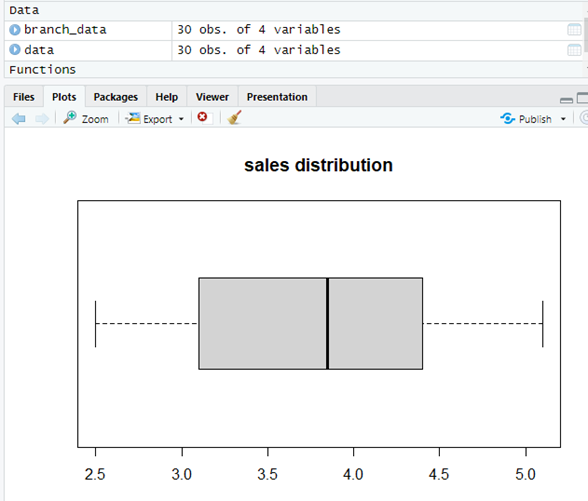 Data
branch_data 30 obs. of 4 variables
data 30 obs. of 4 variables
Functions
Files Plots Packages Help Viewer Presentation
Zoom Export Publish
sales distribution
2.5 3.0 3.5 4.0 4.5 5.0